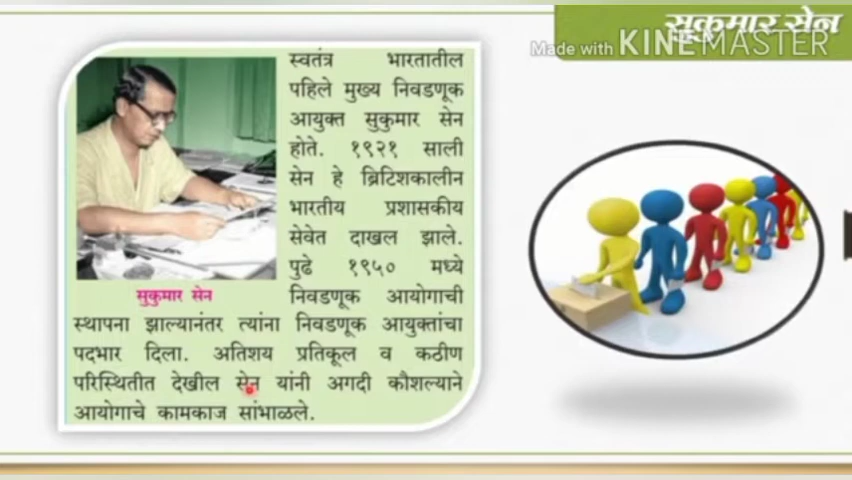 सुकुमार सेन
Made with KINEMASTER
स्वतंत्र भारतातील
पहिले मुख्य निवडणूक
आयुक्त सुकुमार सेन
होते. १९२१ साली
सेन हे ब्रिटिशकालीन
भारतीय प्रशासकीय
सेवेत दाखल झाले.
पुढे १९५० मध्ये
सुकुमार सेन
निवडणूक आयोगाची
स्थापना झाल्यानंतर त्यांना निवडणूक आयुक्तांचा
पदभार दिला. अतिशय प्रतिकूल व कठीण
परिस्थितीत देखील सेन यांनी अगदी कौशल्याने
आयोगाचे कामकाज सांभाळले.